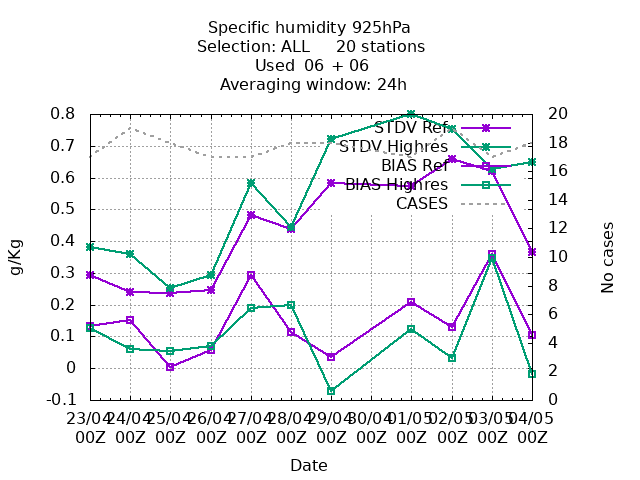 Specific humidity 925hPa
Selection: ALL 20 stations
Used 06 + 06
Averaging window: 24h
STDV Ref
STDV Highres
BIAS Ref
BIAS Highres
CASES
g/Kg
0.8
0.7
0.6
0.5
0.4
0.3
0.2
0.1
0
-0.1
20
18
16
14
12
10
8
6
4
2
0
No cases
23/04 24/04 25/04 26/04 27/04 28/04 29/04 30/04 01/05 02/05 03/05 04/05
00Z 00Z 00Z 00Z 00Z 00Z 00Z 00Z 00Z 00Z 00Z 00Z
Date